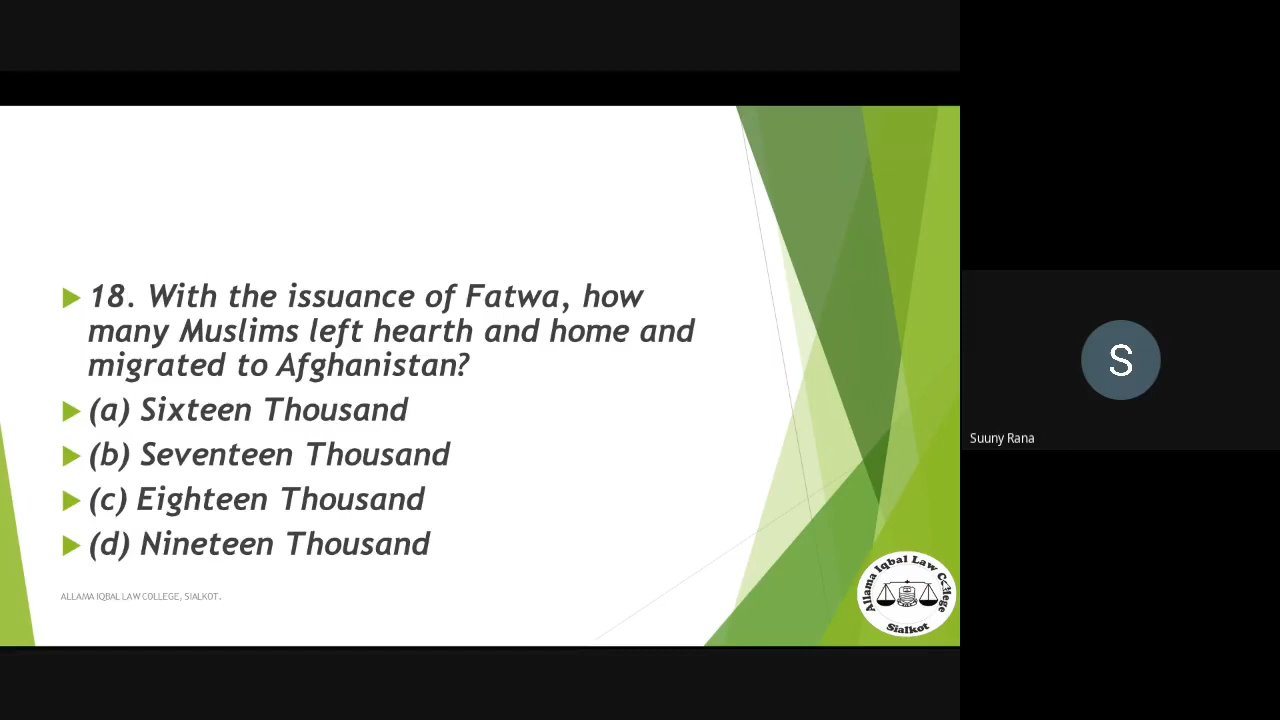 18. With the issuance of Fatwa, how
many Muslims left hearth and home and
migrated to Afghanistan?
(a) Sixteen Thousand
(b) Seventeen Thousand
(c) Eighteen Thousand
(d) Nineteen Thousand
ALLAMA IQBAL LAW COLLEGE, SIALKOT.
Allama Iqbal Law College
Sialkot
S
Suuny Rana